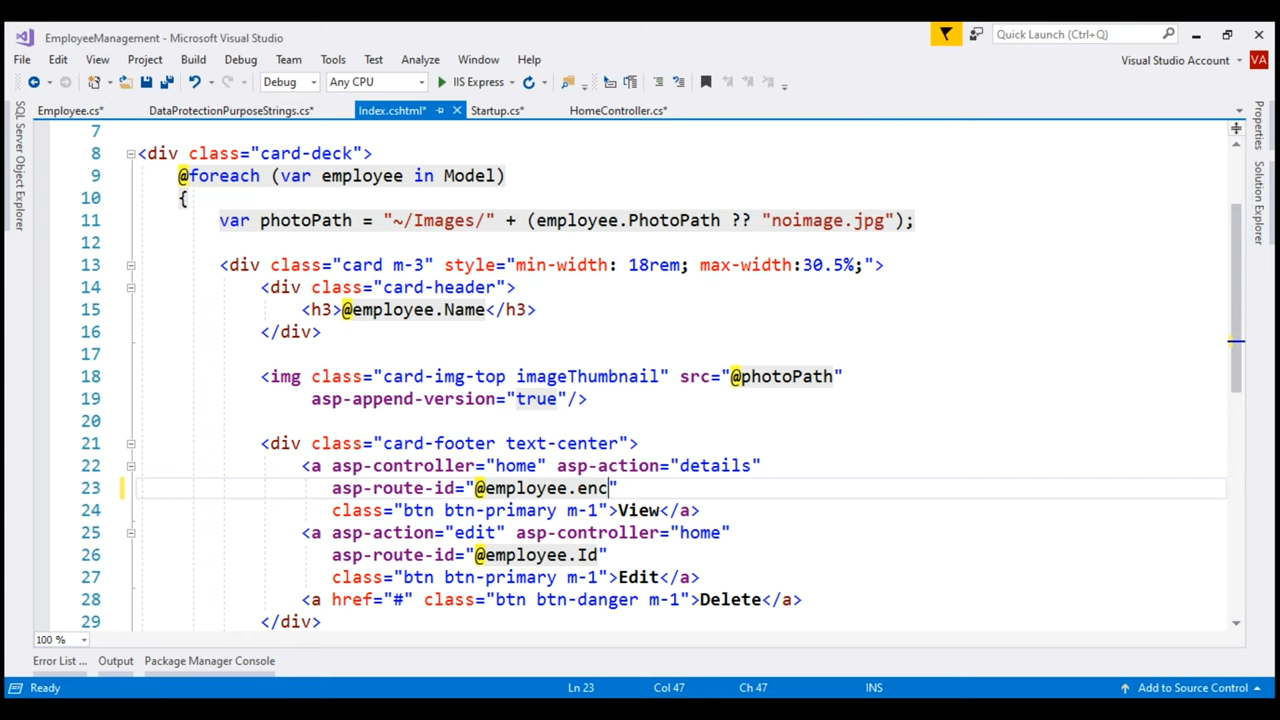 EmployeeManagement - Microsoft Visual Studio
Quick Launch (Ctrl+Q)
File Edit View Project Build Debug Team Tools Test Analyze Window Help
Visual Studio Account VA
Debug Any CPU IIS Express
Employee.cs* DataProtectionPurposeStrings.cs* Index.cshtml* Startup.cs* HomeController.cs*
SQL Server Object Explorer
Properties
Solution Explorer
7
8 <div class="card-deck">
9 @foreach (var employee in Model)
10 {
11 var photoPath = "~/Images/" + (employee.PhotoPath ?? "noimage.jpg");
12
13 <div class="card m-3" style="min-width: 18rem; max-width:30.5%;">
14 <div class="card-header">
15 <h3>@employee.Name</h3>
16 </div>
17
18 <img class="card-img-top imageThumbnail" src="@photoPath"
19 asp-append-version="true"/>
20
21 <div class="card-footer text-center">
22 <a asp-controller="home" asp-action="details"
23 asp-route-id="@employee.enc"
24 class="btn btn-primary m-1">View</a>
25 <a asp-action="edit" asp-controller="home"
26 asp-route-id="@employee.Id"
27 class="btn btn-primary m-1">Edit</a>
28 <a href="#" class="btn btn-danger m-1">Delete</a>
29 </div>
100 %
Error List ... Output Package Manager Console
Ready Ln 23 Col 47 Ch 47 INS Add to Source Control